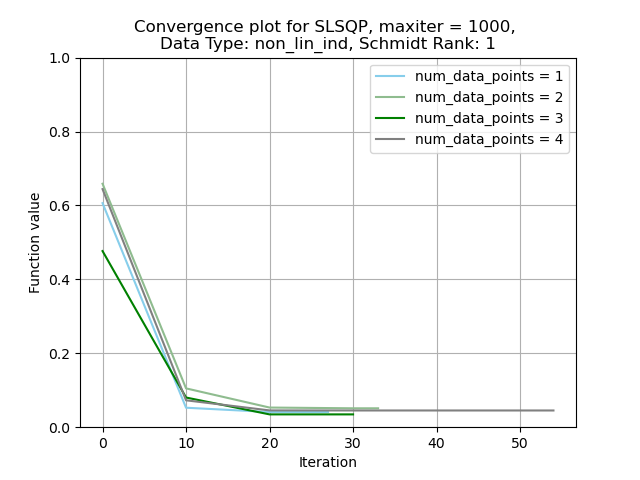 Convergence plot for SLSQP, maxiter = 1000,
Data Type: non_lin_ind, Schmidt Rank: 1
num_data_points = 1
num_data_points = 2
num_data_points = 3
num_data_points = 4
Function value
1.0
0.8
0.6
0.4
0.2
0.0
0 10 20 30 40 50
Iteration